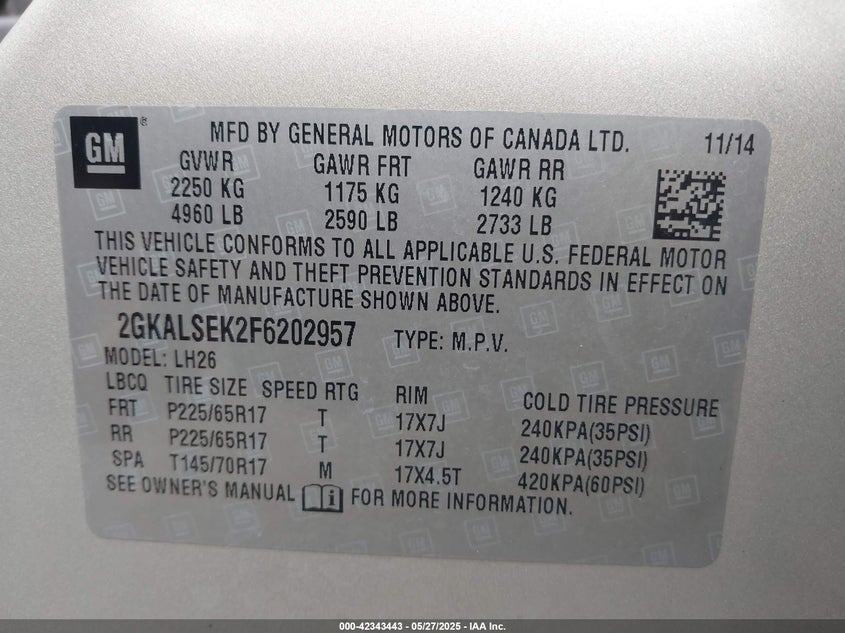 GM ® MFD BY GENERAL MOTORS OF CANADA LTD. 11/14
GVWR GAWR FRT GAWR RR
2250 KG 1175 KG 1240 KG
4960 LB 2590 LB 2733 LB
THIS VEHICLE CONFORMS TO ALL APPLICABLE U.S. FEDERAL MOTOR
VEHICLE SAFETY AND THEFT PREVENTION STANDARDS IN EFFECT ON
THE DATE OF MANUFACTURE SHOWN ABOVE.
2GKALSEK2F6202957 TYPE: M.P.V.
MODEL: LH26
LBCQ TIRE SIZE SPEED RTG RIM COLD TIRE PRESSURE
FRT P225/65R17 T 17X7J 240KPA(35PSI)
RR P225/65R17 T 17X7J 240KPA(35PSI)
SPA T145/70R17 M 17X4.5T 420KPA(60PSI)
SEE OWNER'S MANUAL i FOR MORE INFORMATION.
000-42343443 - 05/27/2025 - IAA Inc.